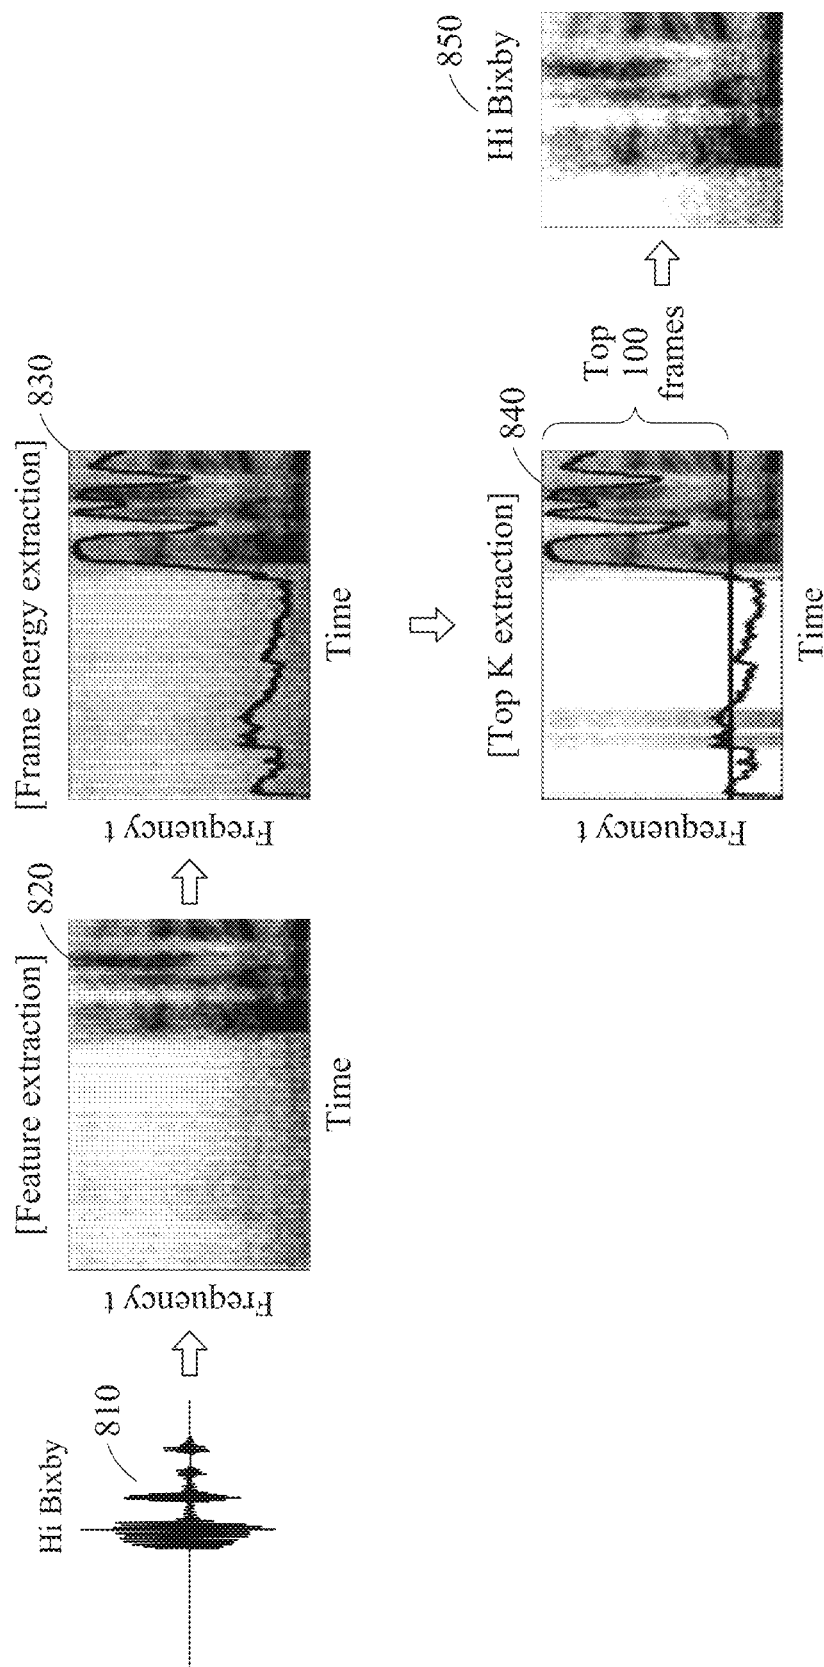 Hi Bixby
810
[Feature extraction]
820
Frequency t
Time
[Frame energy extraction]
830
Frequency t
Time
[Top K extraction]
840
Frequency t
Time
Top
100
frames
850
Hi Bixby